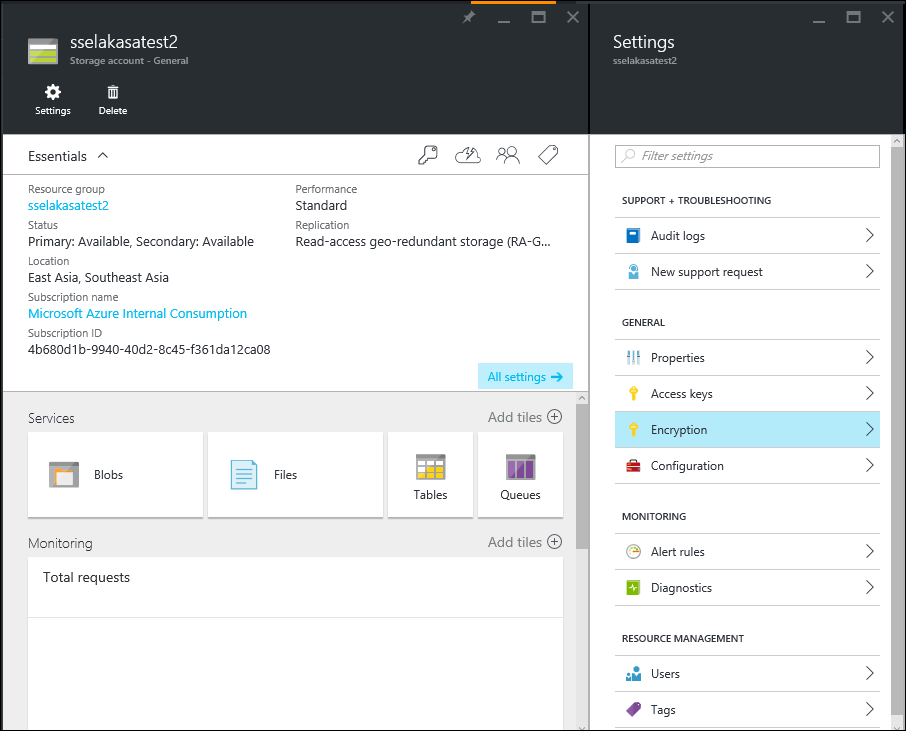 sselakasatest2
Storage account - General
Settings
Delete
Essentials
Resource group
sselakasatest2
Status
Primary: Available, Secondary: Available
Location
East Asia, Southeast Asia
Subscription name
Microsoft Azure Internal Consumption
Subscription ID
4b680d1b-9940-40d2-8c45-f361da12ca08
Performance
Standard
Replication
Read-access geo-redundant storage (RA-G...
All settings
Services
Add tiles
Blobs
Files
Tables
Queues
Monitoring
Add tiles
Total requests
Settings
sselakasatest2
Filter settings
SUPPORT + TROUBLESHOOTING
Audit logs
New support request
GENERAL
Properties
Access keys
Encryption
Configuration
MONITORING
Alert rules
Diagnostics
RESOURCE MANAGEMENT
Users
Tags